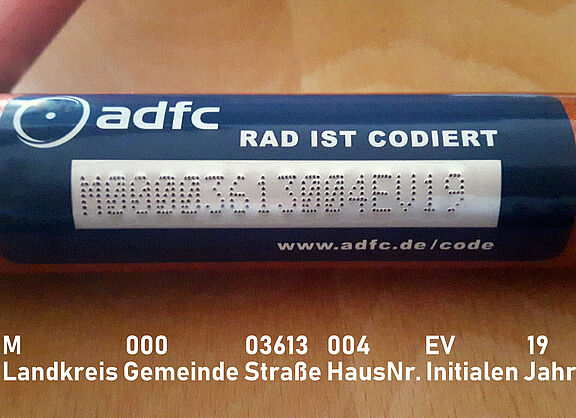 adfc
RAD IST CODIERT
M00003613004EV19
www.adfc.de/code
M 000 03613 004 EV 19
Landkreis Gemeinde Straße HausNr. Initialen Jahr